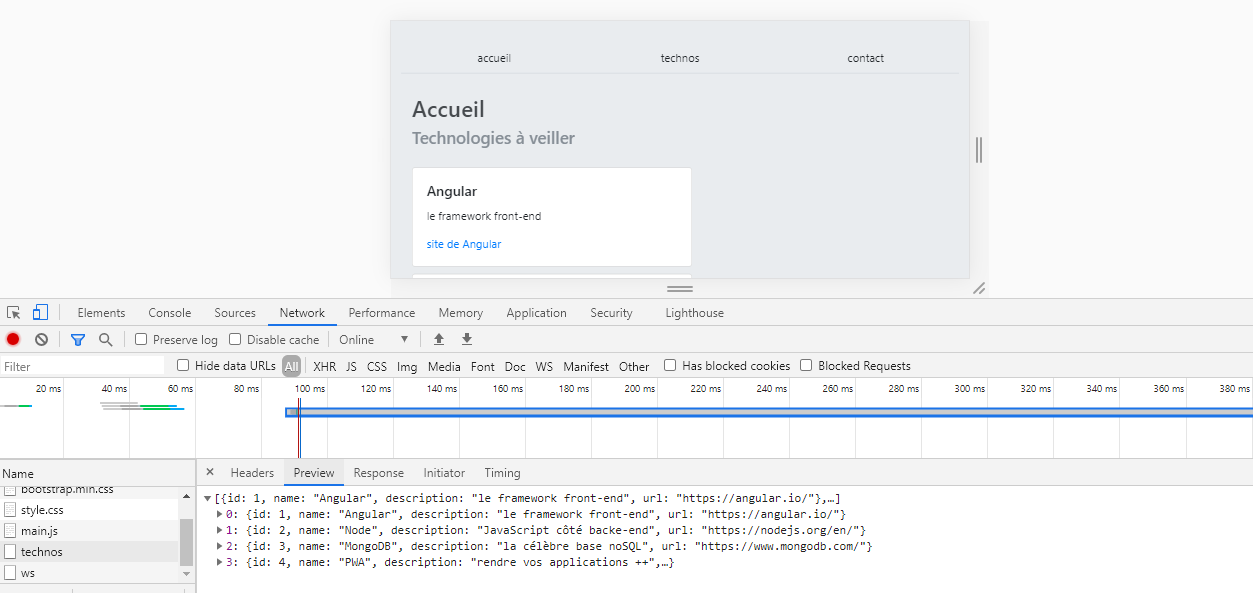 accueil technos contact
Accueil
Technologies à veiller
Angular
le framework front-end
site de Angular
Elements Console Sources Network Performance Memory Application Security Lighthouse
Preserve log Disable cache Online
Filter Hide data URLs All XHR JS CSS Img Media Font Doc WS Manifest Other Has blocked cookies Blocked Requests
20 ms 40 ms 60 ms 80 ms 100 ms 120 ms 140 ms 160 ms 180 ms 200 ms 220 ms 240 ms 260 ms 280 ms 300 ms 320 ms 340 ms 360 ms 380 ms
Name
bootstrap.min.css
style.css
main.js
technos
ws
× Headers Preview Response Initiator Timing
[{id: 1, name: "Angular", description: "le framework front-end", url: "https://angular.io/"},…]
0: {id: 1, name: "Angular", description: "le framework front-end", url: "https://angular.io/"}
1: {id: 2, name: "Node", description: "JavaScript côté backe-end", url: "https://nodejs.org/en/"}
2: {id: 3, name: "MongoDB", description: "la célèbre base noSQL", url: "https://www.mongodb.com/"}
3: {id: 4, name: "PWA", description: "rendre vos applications ++",…}